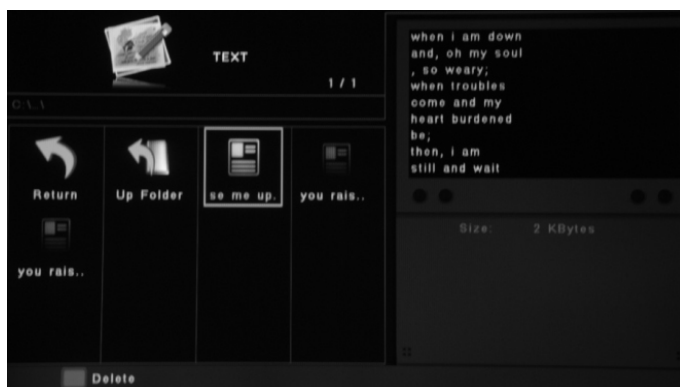 TEXT
1 / 1
C:\..\
Return
Up Folder
se me up.
you rais..
you rais..
Delete
when i am down
and, oh my soul
, so weary;
when troubles
come and my
heart burdened
be;
then, i am
still and wait
Size: 2 KBytes